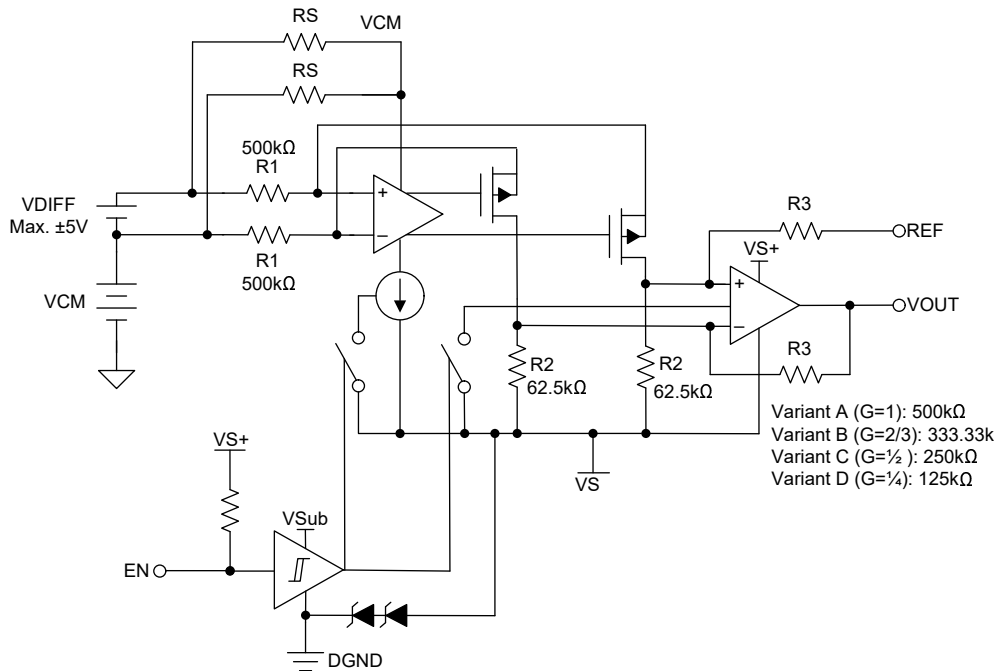 RS
VCM
RS
500kΩ
R1
VDIFF
Max. ±5V
+
−
R1
500kΩ
VCM
R3
REF
VS+
+
−
VOUT
R3
R2
62.5kΩ
R2
62.5kΩ
Variant A (G=1): 500kΩ
Variant B (G=2/3): 333.33k
Variant C (G=½ ): 250kΩ
Variant D (G=¼): 125kΩ
VS
VS+
VSub
EN
DGND